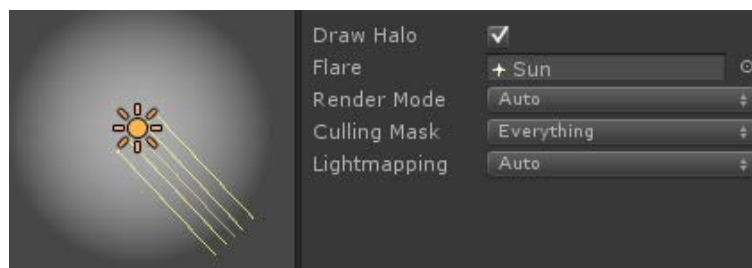 Draw Halo
Flare Sun
Render Mode Auto
Culling Mask Everything
Lightmapping Auto